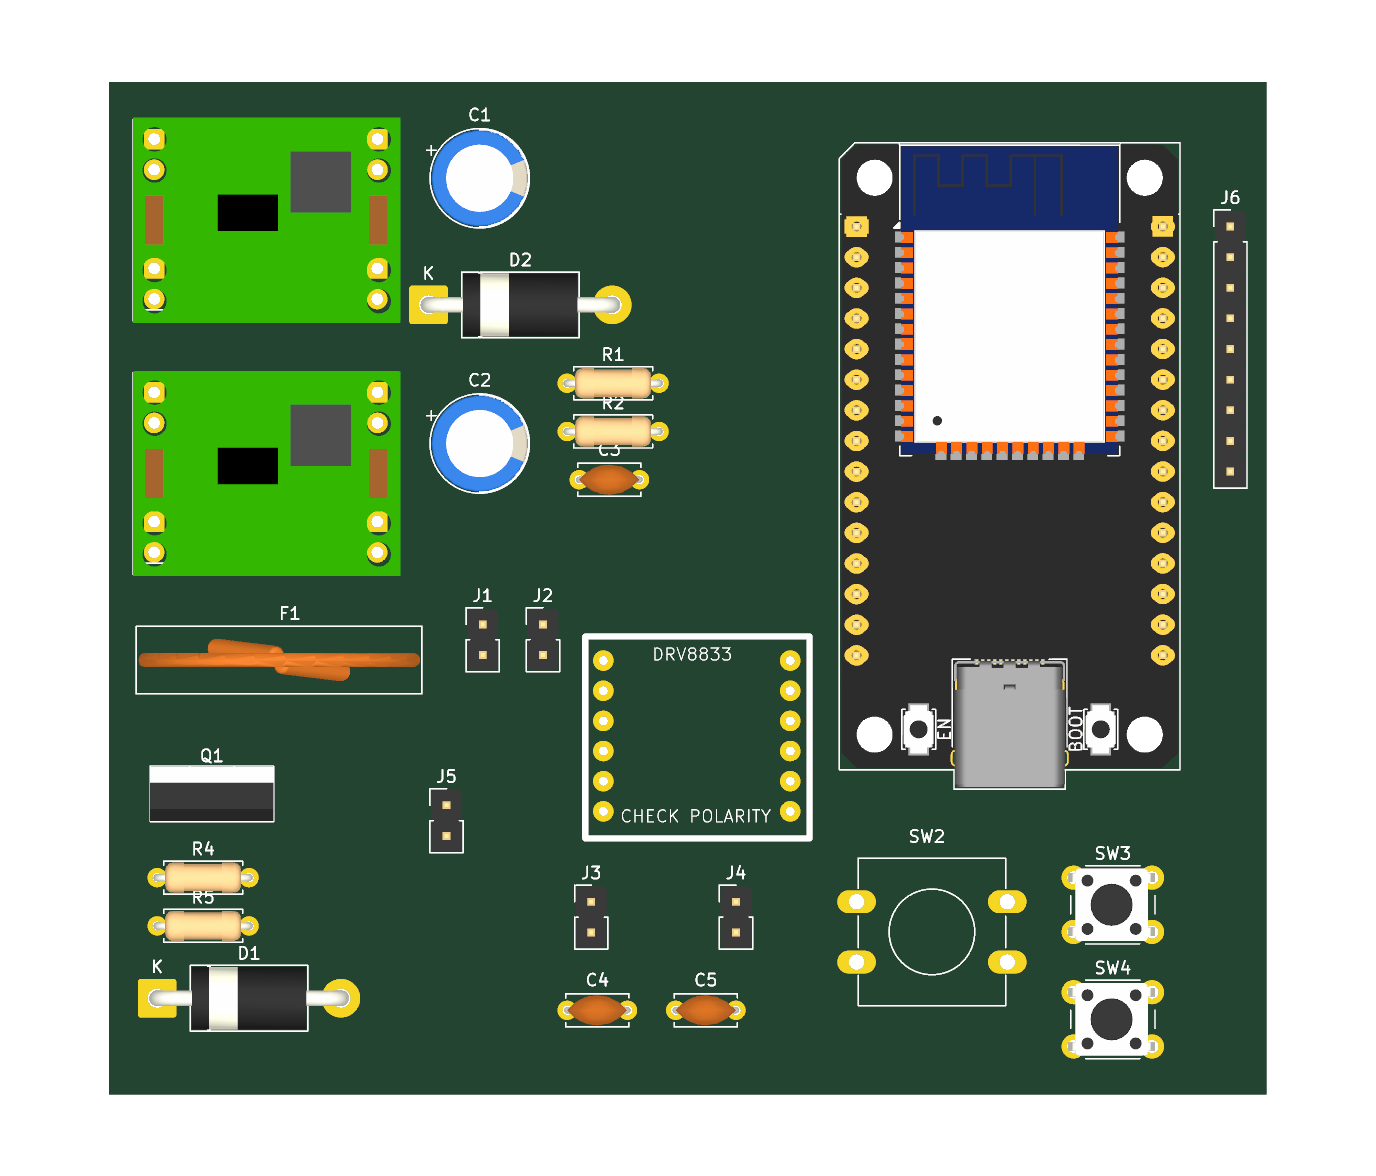 C1
+
J6
D2
K
R1
C2
R2
+
C3
J1
J2
F1
DRV8833
EN
BOOT
Q1
J5
CHECK POLARITY
SW2
R4
SW3
J3
J4
R5
D1
K
SW4
C4
C5